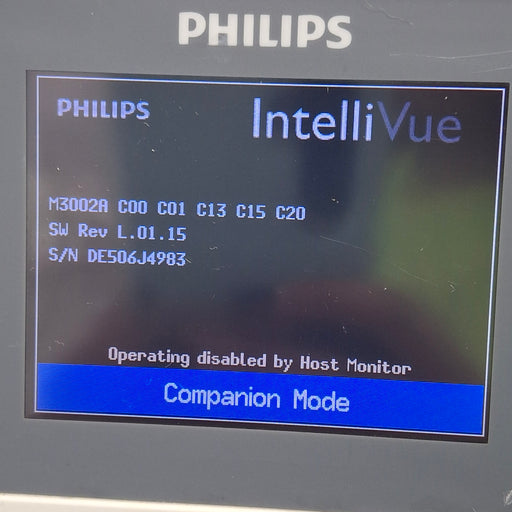 PHILIPS
PHILIPS IntelliVue
M3002A C00 C01 C13 C15 C20
SW Rev L.01.15
S/N DE506J4983
Operating disabled by Host Monitor
Companion Mode